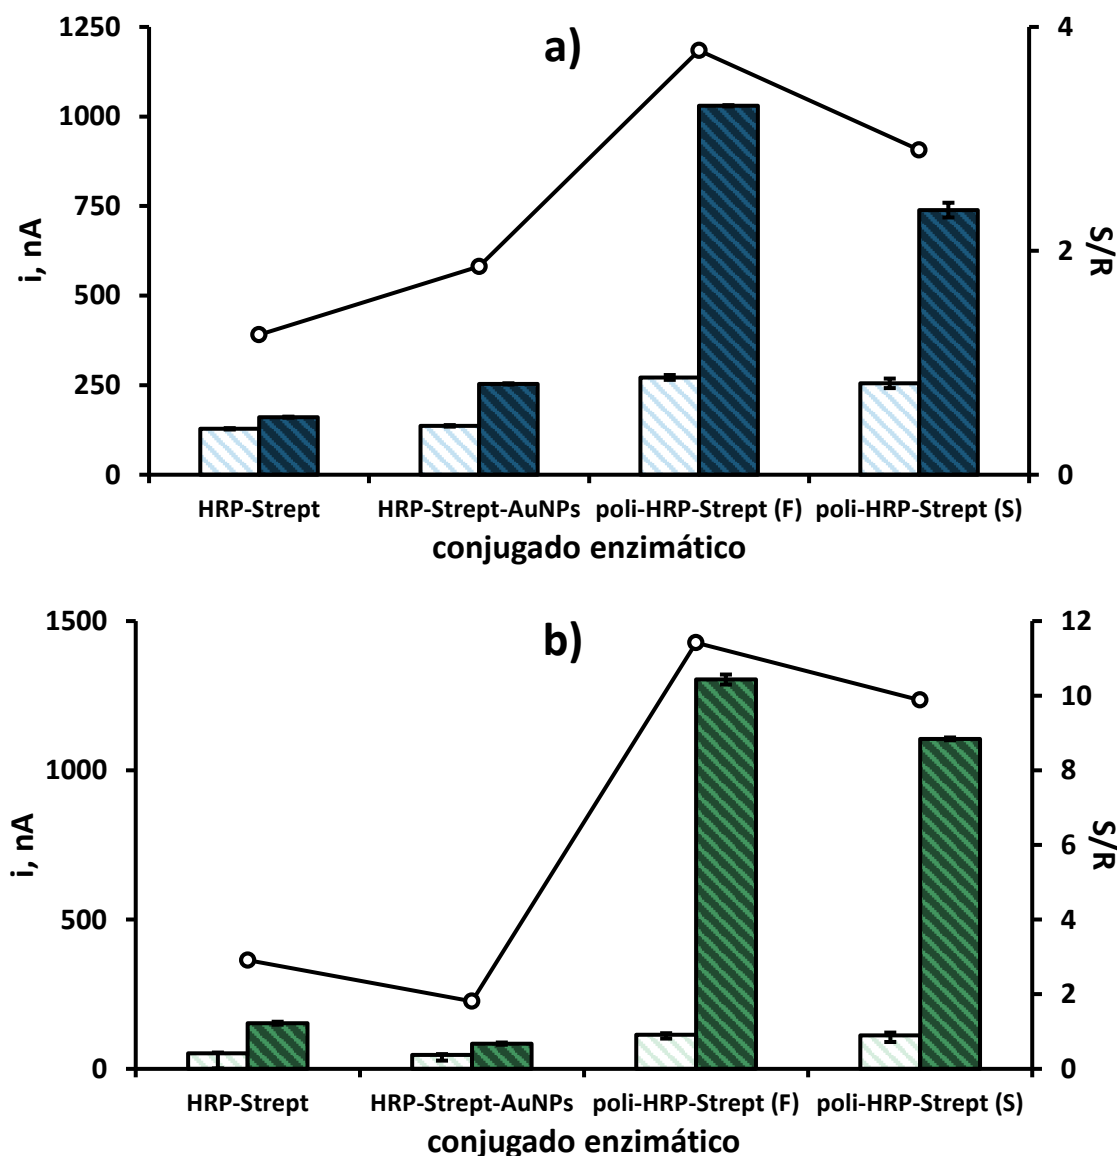 a)
i, nA
1250
1000
750
500
250
0
4
2
0
S/R
HRP-Strept HRP-Strept-AuNPs poli-HRP-Strept (F) poli-HRP-Strept (S)
conjugado enzimático
b)
i, nA
1500
1000
500
0
12
10
8
6
4
2
0
S/R
HRP-Strept HRP-Strept-AuNPs poli-HRP-Strept (F) poli-HRP-Strept (S)
conjugado enzimático